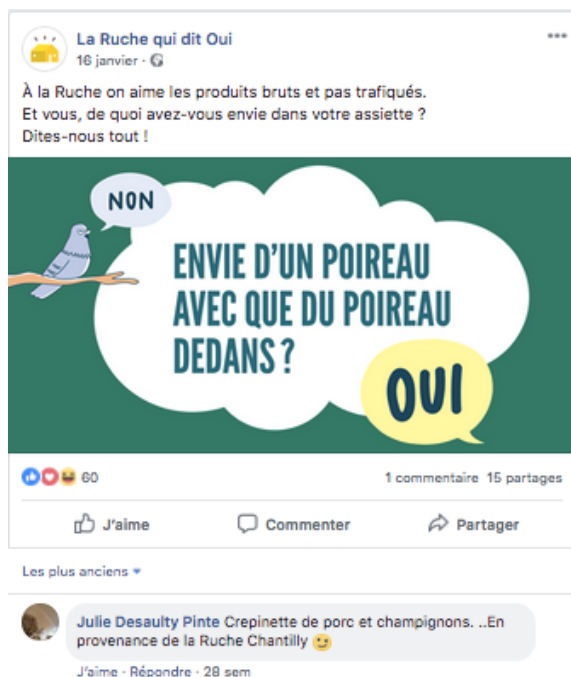 La Ruche qui dit Oui
16 janvier ·
À la Ruche on aime les produits bruts et pas trafiqués.
Et vous, de quoi avez-vous envie dans votre assiette ?
Dites-nous tout !
NON
ENVIE D'UN POIREAU
AVEC QUE DU POIREAU
DEDANS ?
OUI
60
1 commentaire 15 partages
J'aime
Commenter
Partager
Les plus anciens
Julie Desaulty Pinte Crepinette de porc et champignons. ..En
provenance de la Ruche Chantilly
J'aime · Répondre · 28 sem